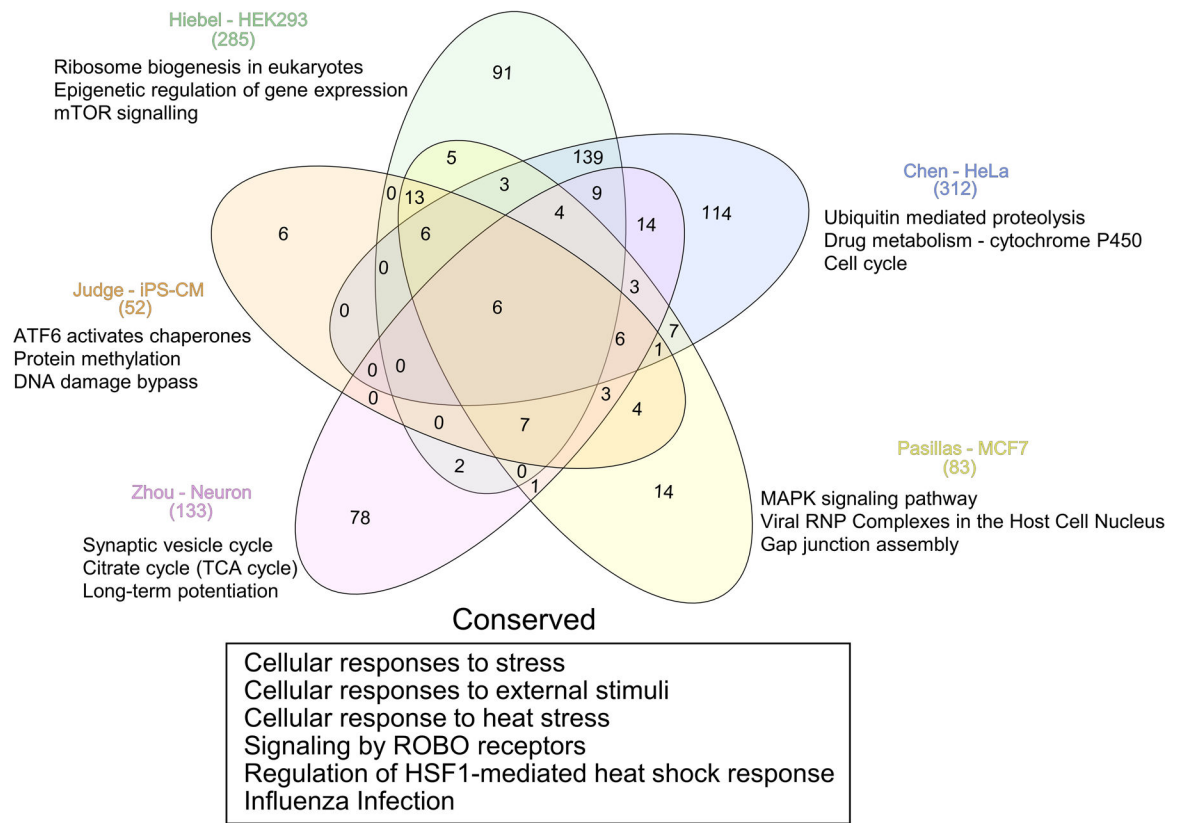 Hiebel - HEK293
(285)
Ribosome biogenesis in eukaryotes
Epigenetic regulation of gene expression
mTOR signalling
91
5
139
3
9
0
13
4
14
114
6
6
0
3
0
6
6
7
1
0
0
0
3
4
0
7
2
0
1
14
78
Chen - HeLa
(312)
Ubiquitin mediated proteolysis
Drug metabolism - cytochrome P450
Cell cycle
Judge - iPS-CM
(52)
ATF6 activates chaperones
Protein methylation
DNA damage bypass
Pasillas - MCF7
(83)
MAPK signaling pathway
Viral RNP Complexes in the Host Cell Nucleus
Gap junction assembly
Zhou - Neuron
(133)
Synaptic vesicle cycle
Citrate cycle (TCA cycle)
Long-term potentiation
Conserved
Cellular responses to stress
Cellular responses to external stimuli
Cellular response to heat stress
Signaling by ROBO receptors
Regulation of HSF1-mediated heat shock response
Influenza Infection